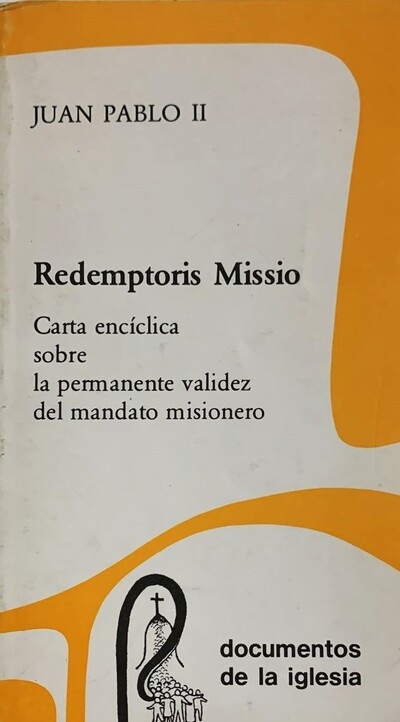 JUAN PABLO II
Redemptoris Missio
Carta encíclica
sobre
la permanente validez
del mandato misionero
documentos
de la iglesia